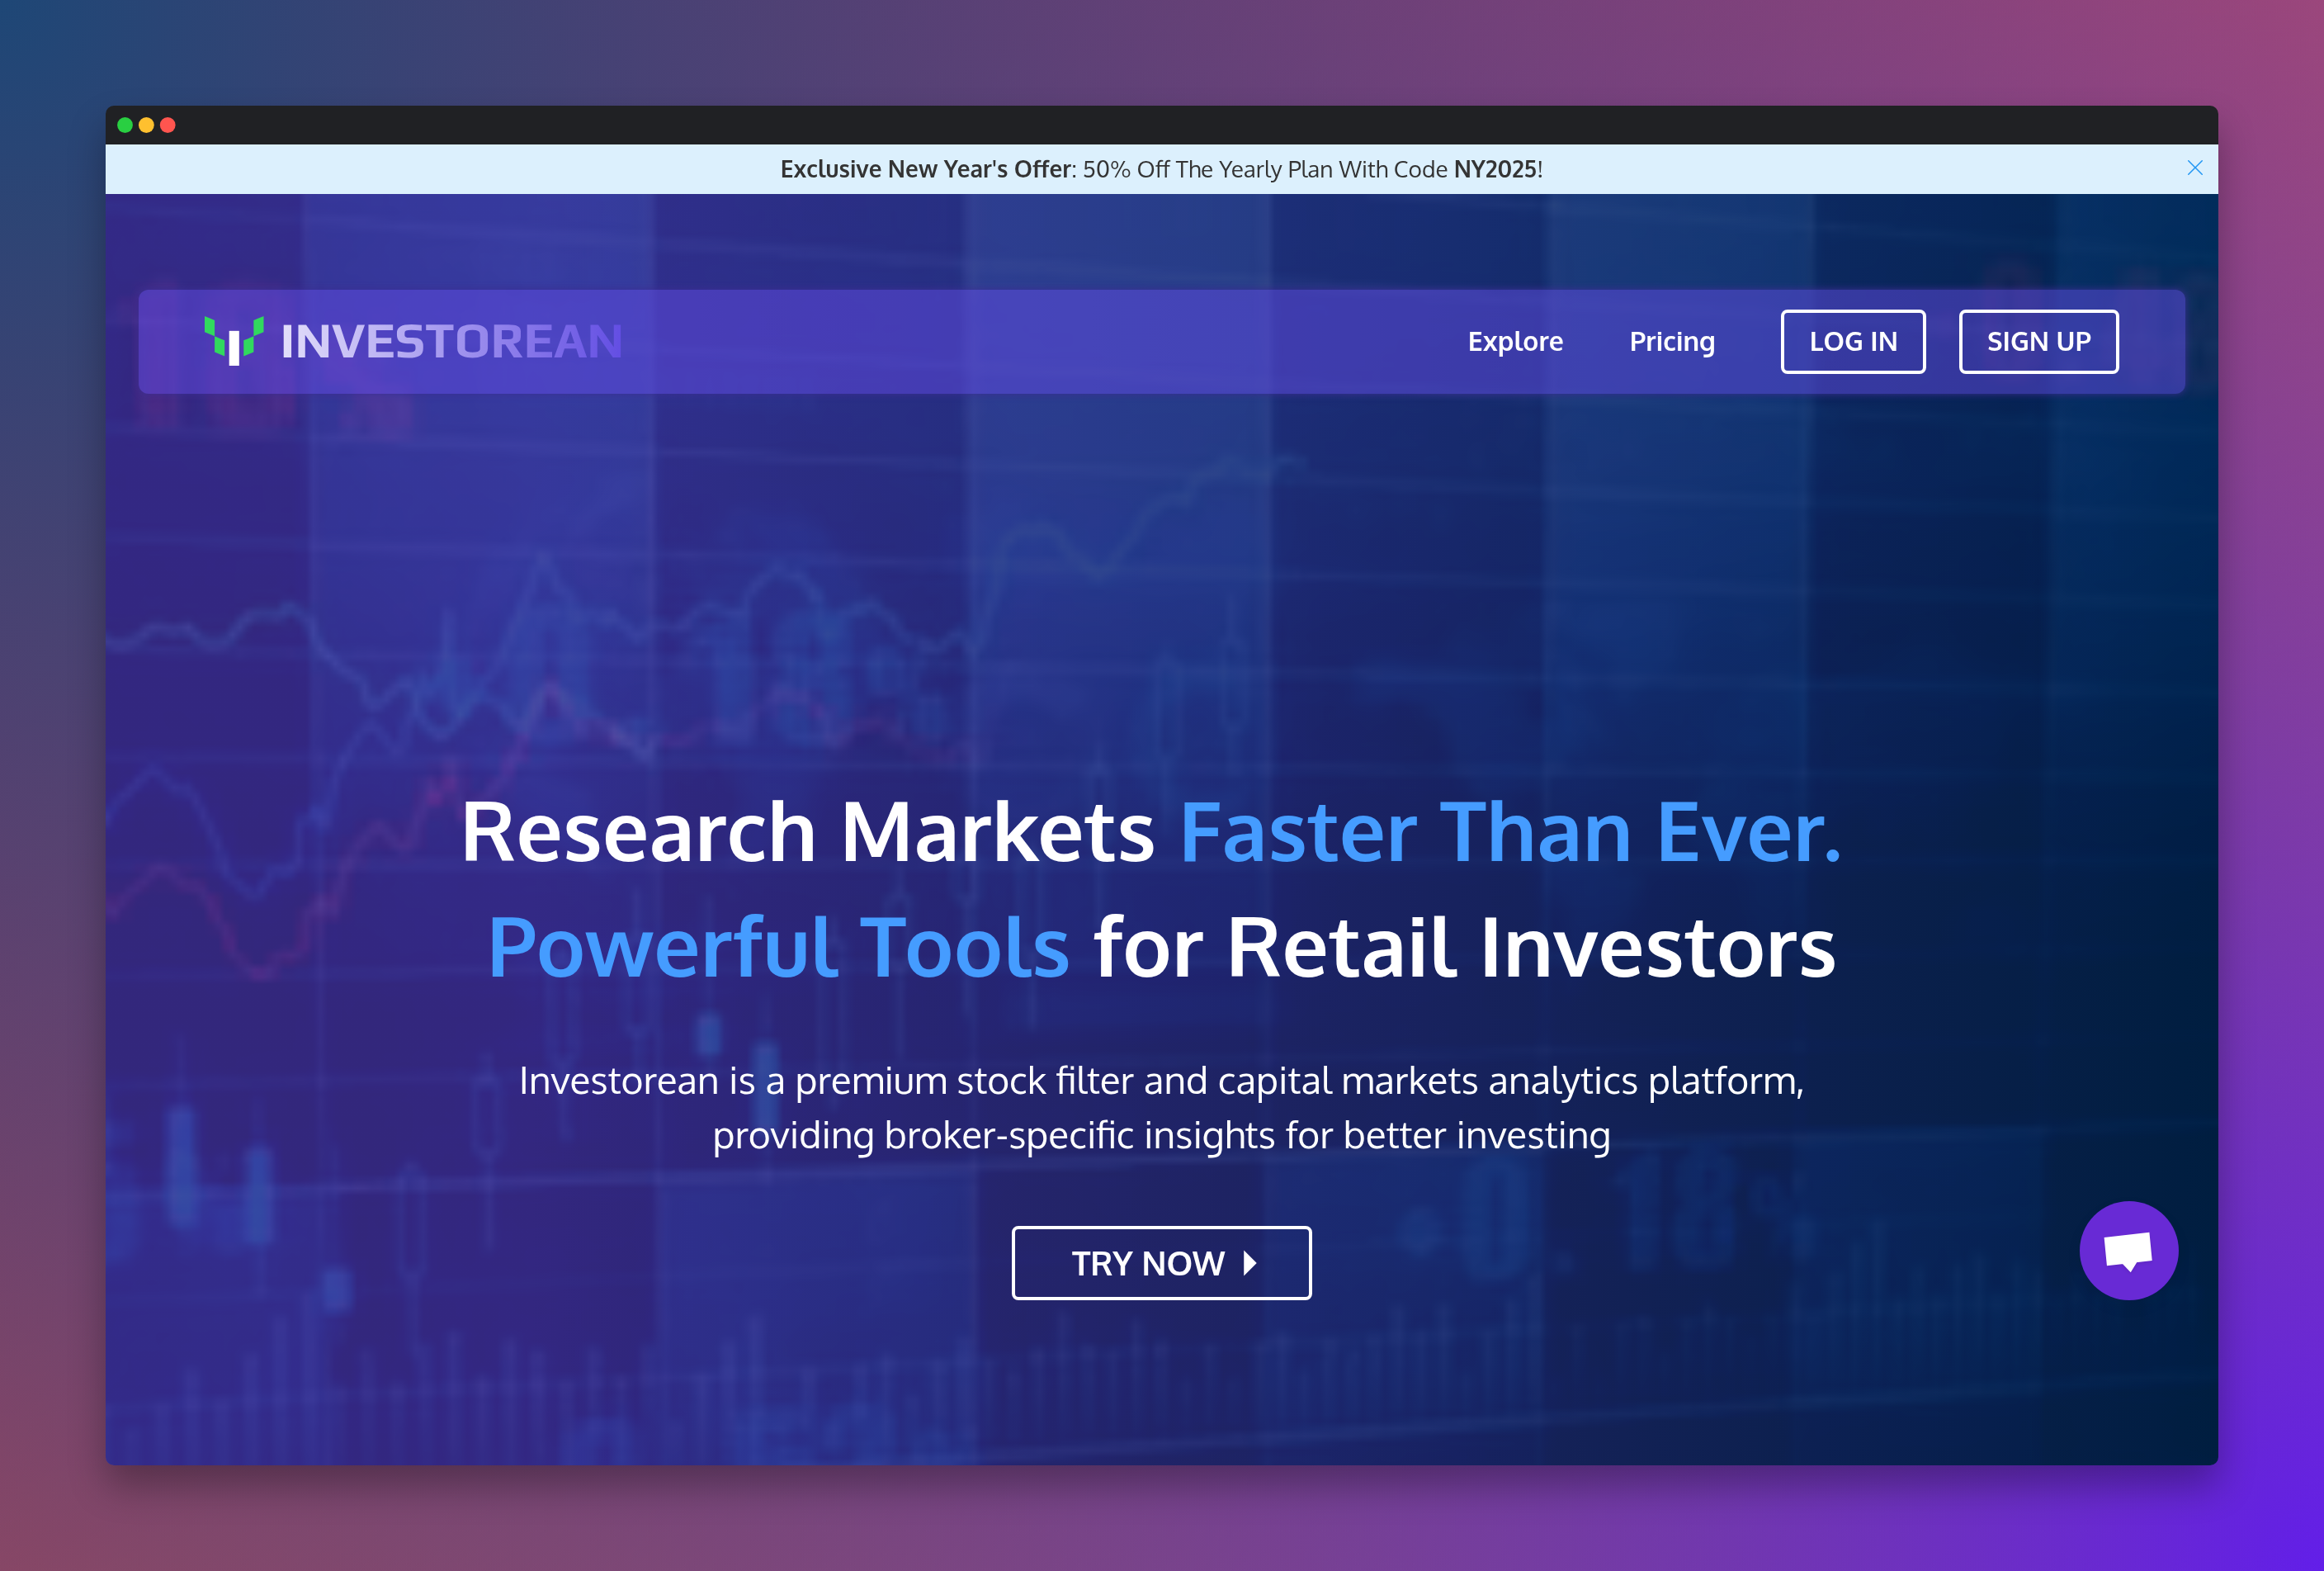 Exclusive New Year's Offer: 50% Off The Yearly Plan With Code NY2025!
INVESTOREAN
Explore
Pricing
LOG IN
SIGN UP
Research Markets Faster Than Ever.
Powerful Tools for Retail Investors
Investorean is a premium stock filter and capital markets analytics platform,
providing broker-specific insights for better investing
TRY NOW